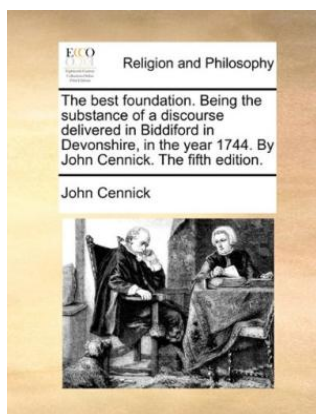 ECCO
Religion and Philosophy
The best foundation. Being the
substance of a discourse
delivered in Biddiford in
Devonshire, in the year 1744. By
John Cennick. The fifth edition.
John Cennick